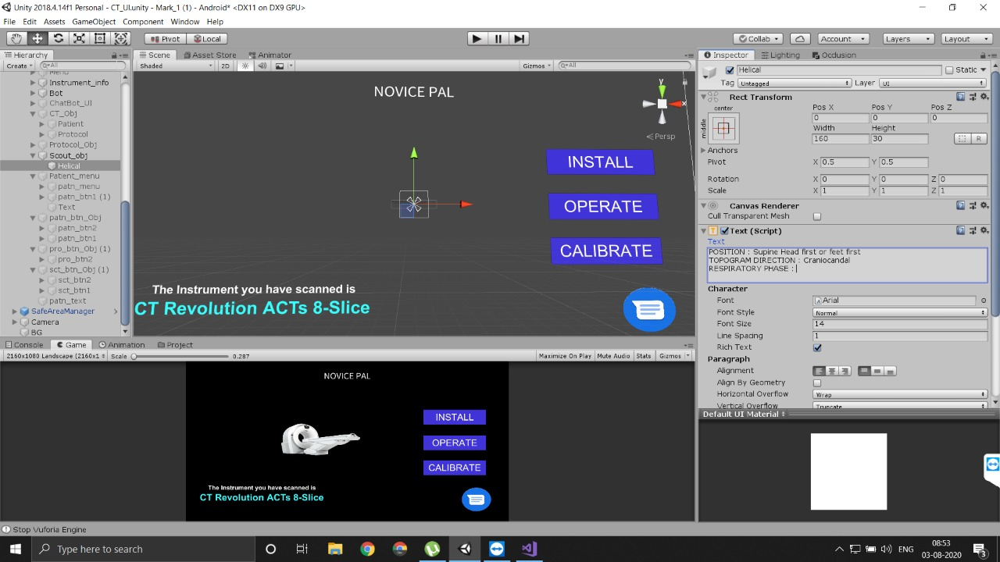 Unity 2018.4.14f1 Personal - CT_UI.unity - Mark_1 (1) - Android* <DX11 on DX9 GPU>
File Edit Assets GameObject Component Window Help
Pivot Local Collab Account Layers Layout
Hierarchy Scene Asset Store Animator Inspector Lighting Occlusion
Create All Shaded 2D Gizmos All
Helical Static
Tag Untagged Layer UI
Menu
Instrument_info
Bot
ChatBot_UI
CT_Obj
Patient
Protocol
Protocol_Obj
Scout_obj
Helical
Patient_menu
patn_menu
patn_btn1 (1)
Text
patn_btn_Obj
patn_btn2
patn_btn1
pro_btn_Obj (1)
pro_btn2
sct_btn_Obj (1)
sct_btn2
sct_btn1
patn_text
SafeAreaManager
Camera
BG
NOVICE PAL
y
x
Persp
INSTALL
OPERATE
CALIBRATE
The Instrument you have scanned is
CT Revolution ACTs 8-Slice
Rect Transform
center Pos X Pos Y Pos Z
middle 0 0 0
Width Height
160 30 R
Anchors
Pivot X 0.5 Y 0.5
Rotation X 0 Y 0 Z 0
Scale X 1 Y 1 Z 1
Canvas Renderer
Cull Transparent Mesh
Text (Script)
Text
POSITION : Supine Head first or feet first
TOPOGRAM DIRECTION : Craniocandal
RESPIRATORY PHASE :
Character
Font Arial
Font Style Normal
Font Size 14
Line Spacing 1
Rich Text
Paragraph
Alignment
Align By Geometry
Horizontal Overflow Wrap
Vertical Overflow Truncate
Default UI Material
Console Game Animation Project
2160x1080 Landscape (2160x1 Scale 0.287 Maximize On Play Mute Audio Stats Gizmos
NOVICE PAL
INSTALL
OPERATE
CALIBRATE
The Instrument you have scanned is
CT Revolution ACTs 8-Slice
Stop Vuforia Engine
Type here to search
ENG
08:53
03-08-2020
3